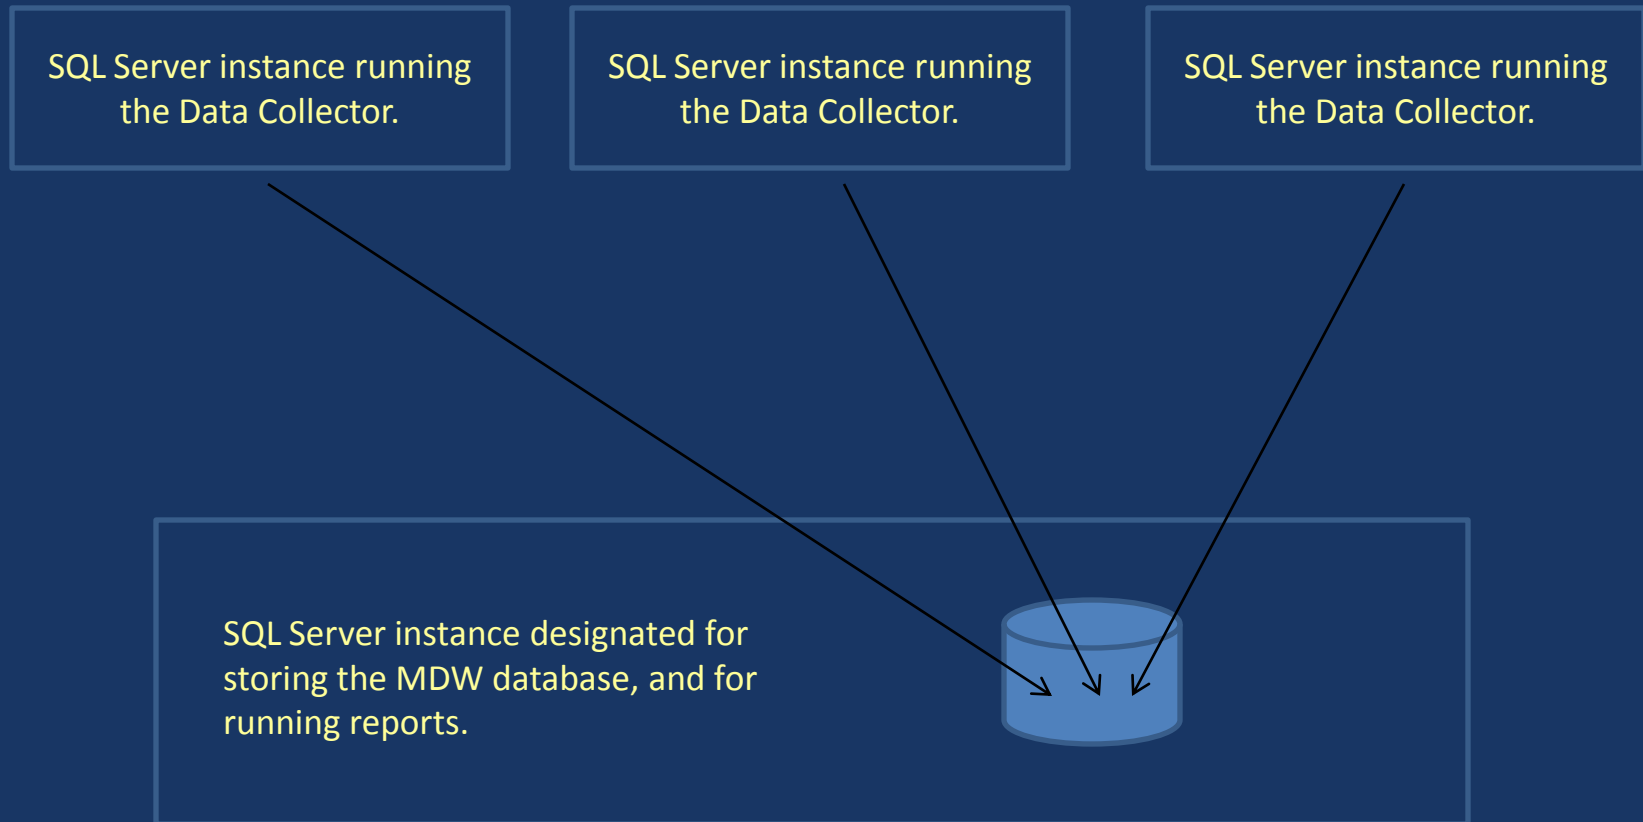 SQL Server instance running
the Data Collector.
SQL Server instance running
the Data Collector.
SQL Server instance running
the Data Collector.
SQL Server instance designated for
storing the MDW database, and for
running reports.